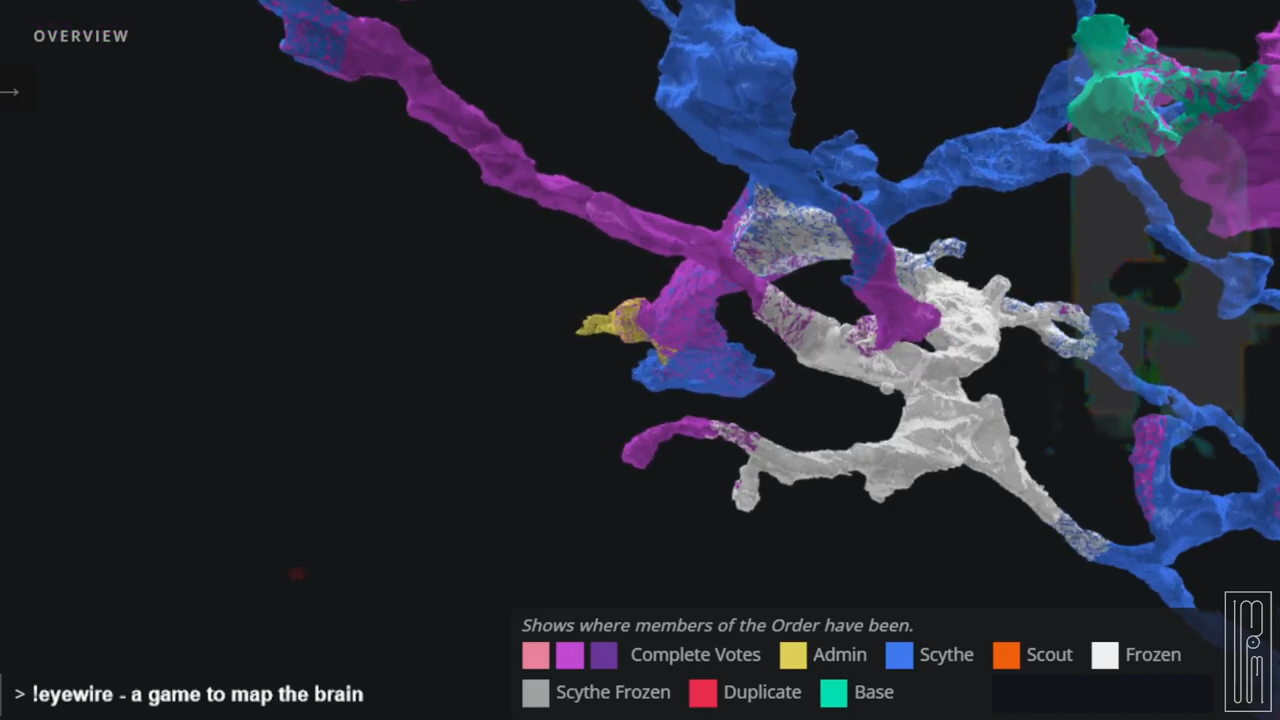 OVERVIEW
→
Shows where members of the Order have been.
Complete Votes Admin Scythe Scout Frozen
Scythe Frozen Duplicate Base
> !eyewire - a game to map the brain